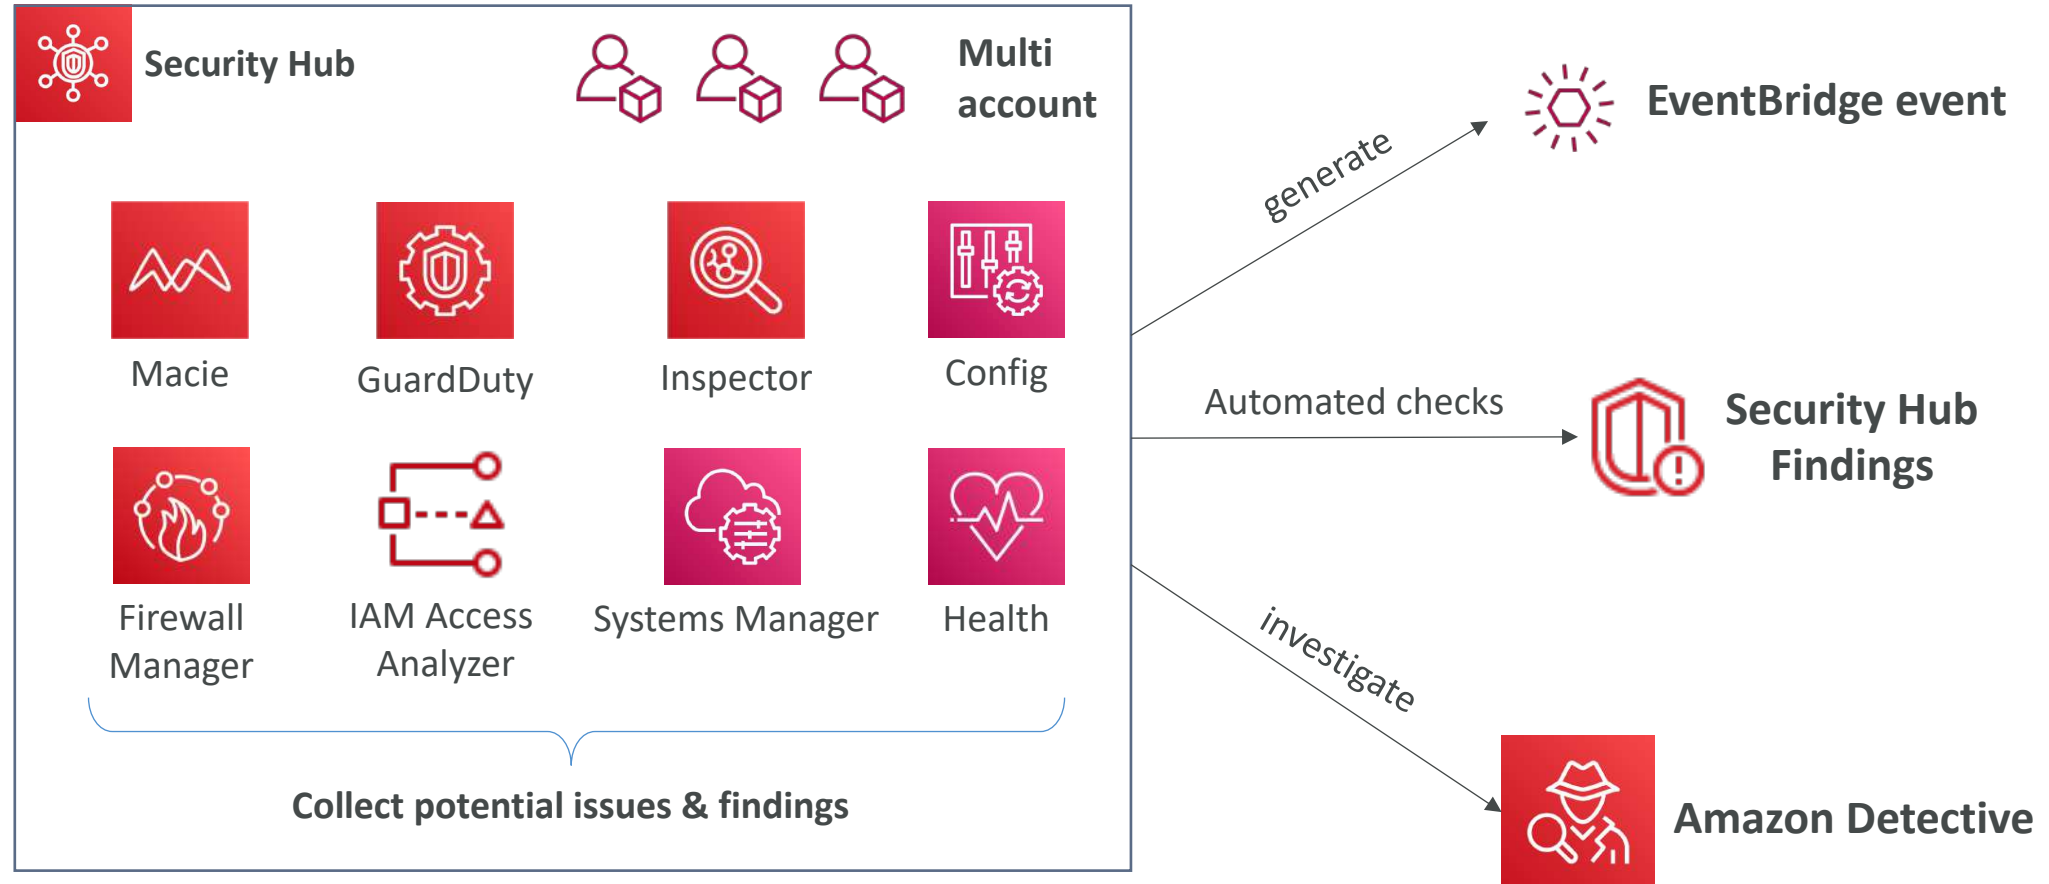 Security Hub
Multi
account
EventBridge event
generate
Macie
GuardDuty
Inspector
Config
Automated checks
Security Hub
Findings
Firewall
Manager
IAM Access
Analyzer
Systems Manager
Health
investigate
Collect potential issues & findings
Amazon Detective